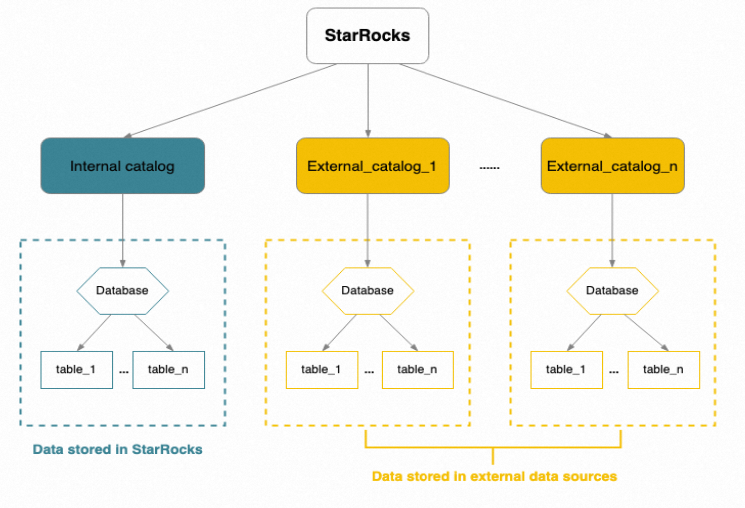 StarRocks
Internal catalog
External_catalog_1
......
External_catalog_n
Database
Database
Database
table_1
...
table_n
table_1
...
table_n
table_1
...
table_n
Data stored in StarRocks
Data stored in external data sources